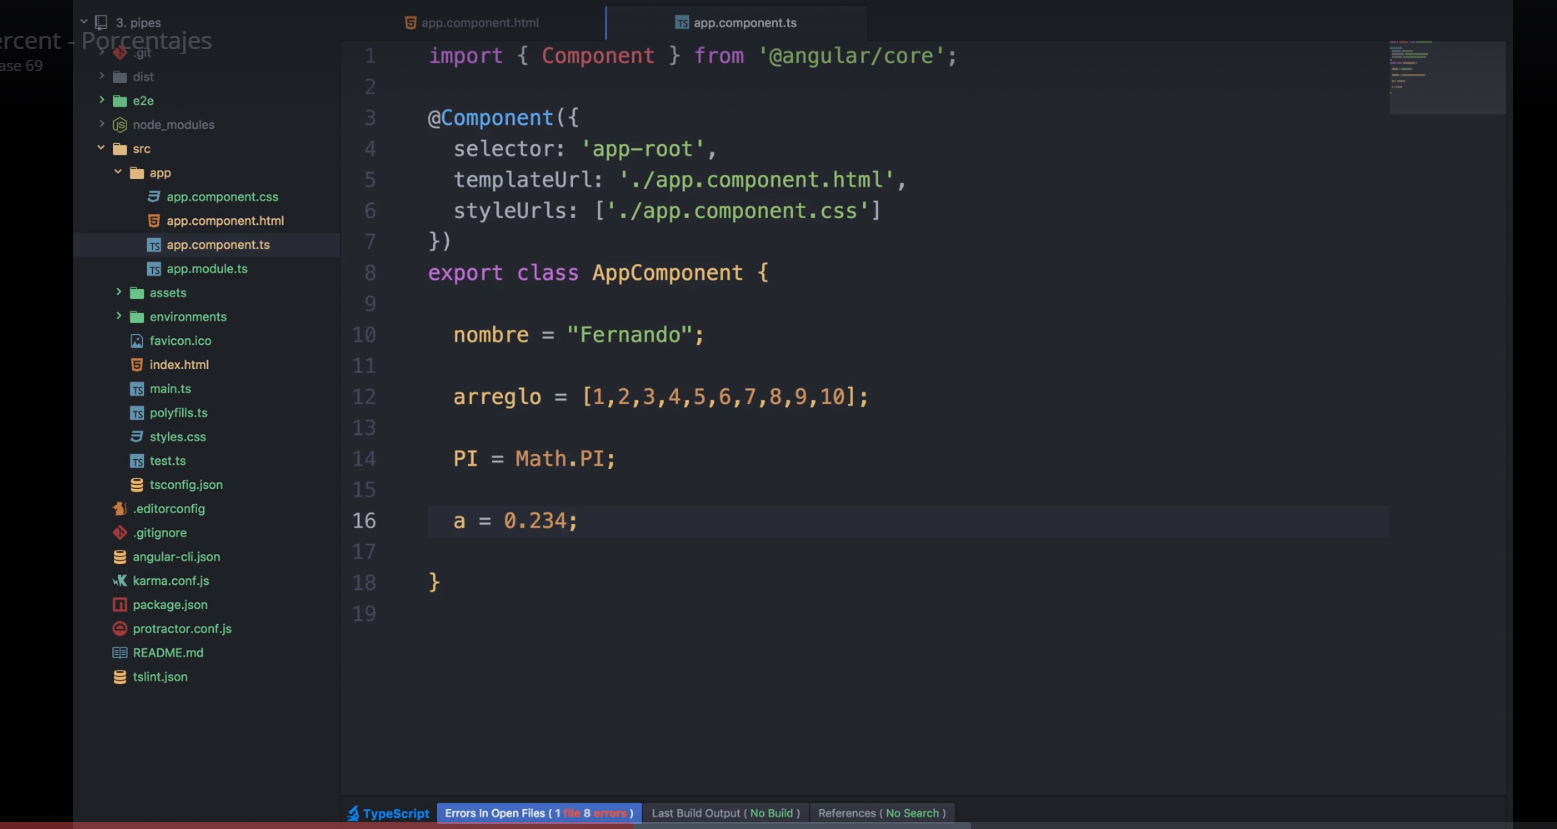 ercent - Porcentajes
ase 69
3. pipes
.git
dist
e2e
node_modules
src
app
app.component.css
app.component.html
app.component.ts
app.module.ts
assets
environments
favicon.ico
index.html
main.ts
polyfills.ts
styles.css
test.ts
tsconfig.json
.editorconfig
.gitignore
angular-cli.json
karma.conf.js
package.json
protractor.conf.js
README.md
tslint.json
app.component.html
app.component.ts
1 import { Component } from '@angular/core';
2
3 @Component({
4 selector: 'app-root',
5 templateUrl: './app.component.html',
6 styleUrls: ['./app.component.css']
7 })
8 export class AppComponent {
9
10 nombre = "Fernando";
11
12 arreglo = [1,2,3,4,5,6,7,8,9,10];
13
14 PI = Math.PI;
15
16 a = 0.234;
17
18 }
19
TypeScript Errors In Open Files ( 1 file 8 errors ) Last Build Output ( No Build ) References ( No Search )